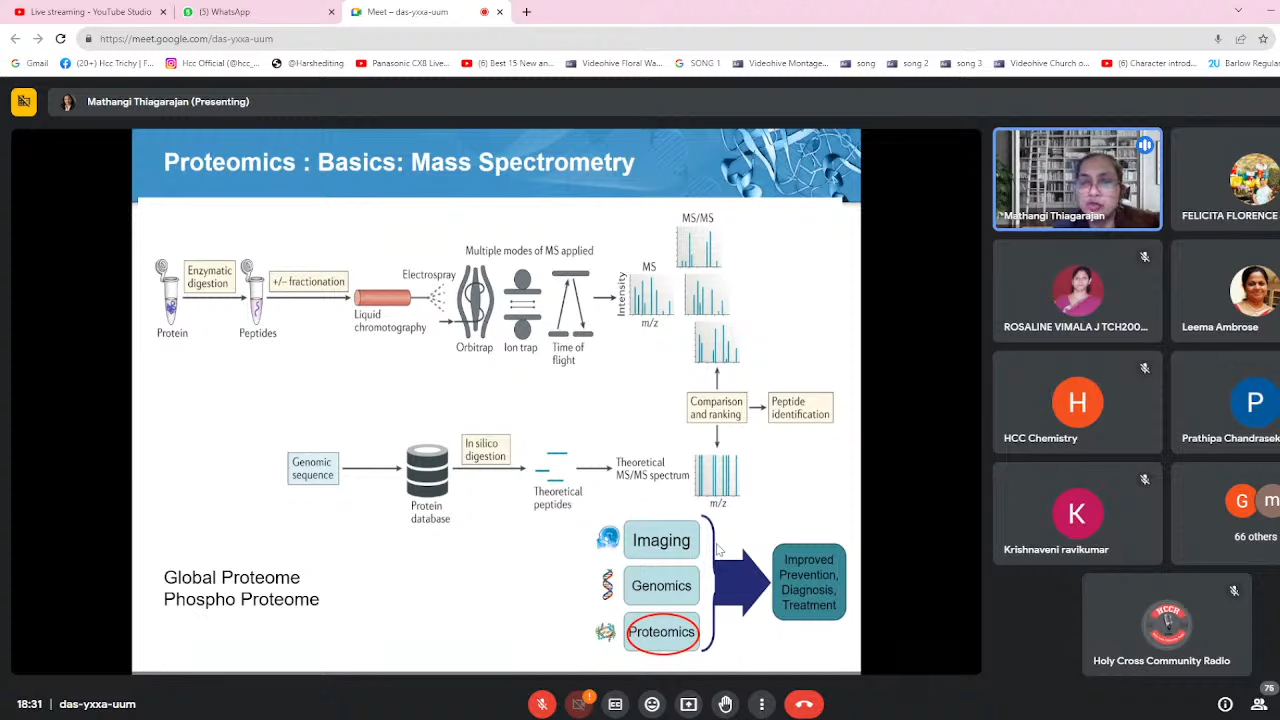 Live streaming - YouTube Studio
(5) WhatsApp
Meet – das-yxxa-uum
https://meet.google.com/das-yxxa-uum
Gmail
(20+) Hcc Trichy | F...
Hcc Official (@hcc_...
@Harshediting
Panasonic CX8 Live...
(6) Best 15 New an...
Videohive Floral Wa...
SONG 1
Videohive Montage...
song
song 2
song 3
Videohive Church o...
(6) Character introd...
2U
Barlow Regular
Mathangi Thiagarajan (Presenting)
Proteomics : Basics: Mass Spectrometry
MS/MS
Multiple modes of MS applied
Enzymatic
digestion
+/– fractionation
Electrospray
MS
Intensity
m/z
Protein
Peptides
Liquid
chromotography
Orbitrap
Ion trap
Time of
flight
Comparison
and ranking
Peptide
identification
Genomic
sequence
In silico
digestion
Protein
database
Theoretical
peptides
Theoretical
MS/MS spectrum
m/z
Imaging
Genomics
Proteomics
Improved
Prevention,
Diagnosis,
Treatment
Global Proteome
Phospho Proteome
Mathangi Thiagarajan
FELICITA FLORENCE
ROSALINE VIMALA J TCH200...
Leema Ambrose
H
HCC Chemistry
P
Prathipa Chandrasek
K
Krishnaveni ravikumar
G
m
66 others
HCCR
Holy Cross Community Radio
18:31
das-yxxa-uum
75